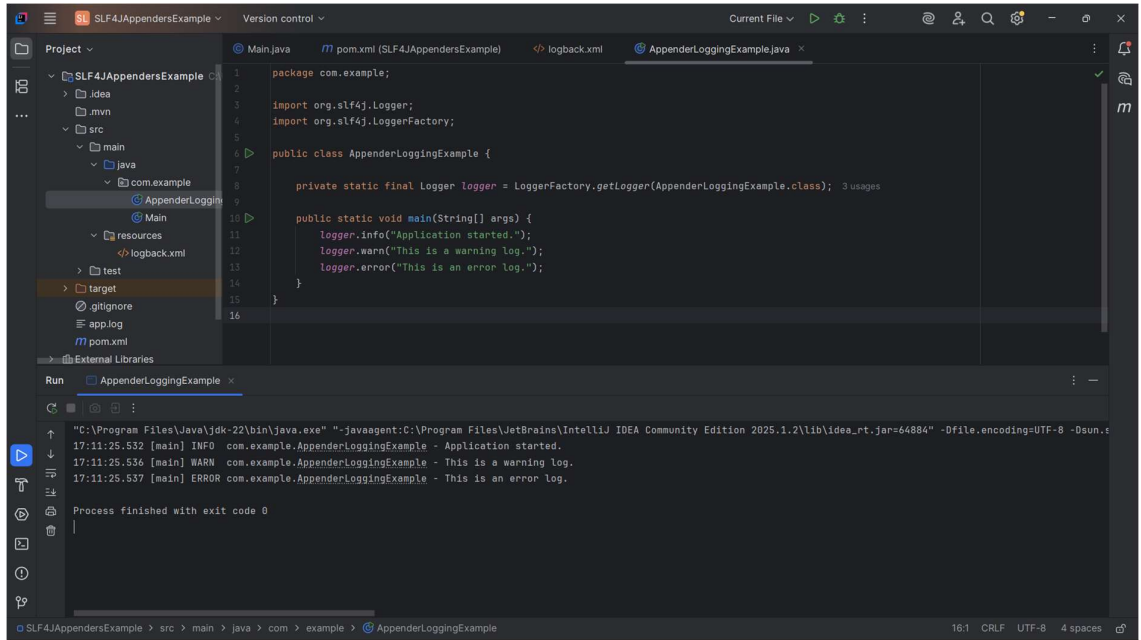 SL SLF4JAppendersExample Version control Current File
Project
Main.java m pom.xml (SLF4JAppendersExample) </> logback.xml AppenderLoggingExample.java
SLF4JAppendersExample
.idea
.mvn
src
main
java
com.example
AppenderLogging
Main
resources
</> logback.xml
test
target
.gitignore
app.log
m pom.xml
External Libraries
1 package com.example;
2
3 import org.slf4j.Logger;
4 import org.slf4j.LoggerFactory;
5
6 public class AppenderLoggingExample {
7
8 private static final Logger logger = LoggerFactory.getLogger(AppenderLoggingExample.class); 3 usages
9
10 public static void main(String[] args) {
11 logger.info("Application started.");
12 logger.warn("This is a warning log.");
13 logger.error("This is an error log.");
14 }
15 }
16
m
Run AppenderLoggingExample
"C:\Program Files\Java\jdk-22\bin\java.exe" "-javaagent:C:\Program Files\JetBrains\IntelliJ IDEA Community Edition 2025.1.2\lib\idea_rt.jar=64884" -Dfile.encoding=UTF-8 -Dsun.s
17:11:25.532 [main] INFO com.example.AppenderLoggingExample - Application started.
17:11:25.536 [main] WARN com.example.AppenderLoggingExample - This is a warning log.
17:11:25.537 [main] ERROR com.example.AppenderLoggingExample - This is an error log.
Process finished with exit code 0
SLF4JAppendersExample > src > main > java > com > example > AppenderLoggingExample 16:1 CRLF UTF-8 4 spaces